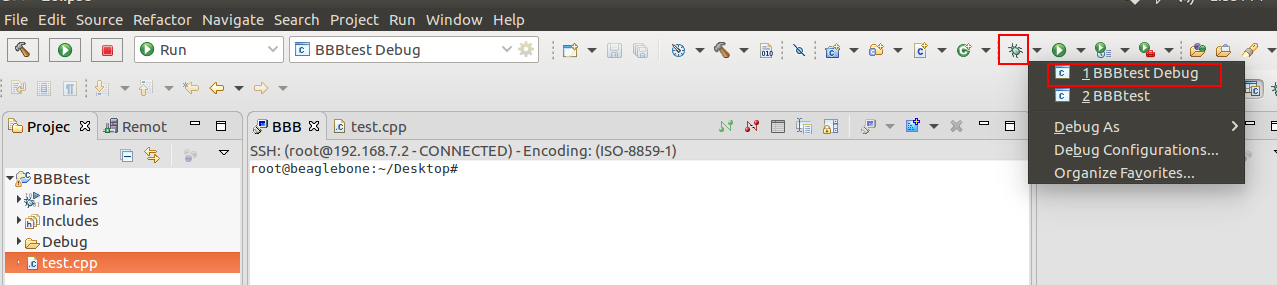 File Edit Source Refactor Navigate Search Project Run Window Help
Run
BBBtest Debug
010
1 BBBtest Debug
2 BBBtest
Debug As
Debug Configurations...
Organize Favorites...
Projec
Remot
BBBtest
Binaries
Includes
Debug
test.cpp
BBB
test.cpp
SSH: (root@192.168.7.2 - CONNECTED) - Encoding: (ISO-8859-1)
root@beaglebone:~/Desktop#